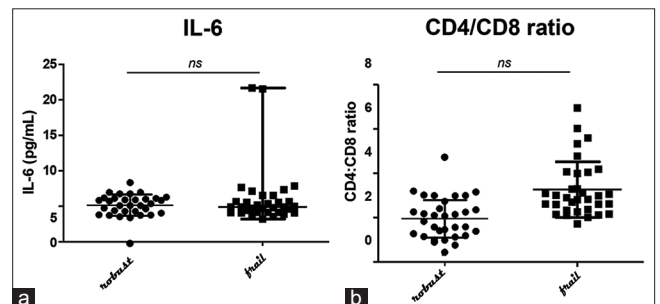 IL-6
ns
25
20
15
10
5
0
IL-6 (pg/mL)
robust
frail
a
CD4/CD8 ratio
ns
8
6
4
2
0
CD4:CD8 ratio
robust
frail
b